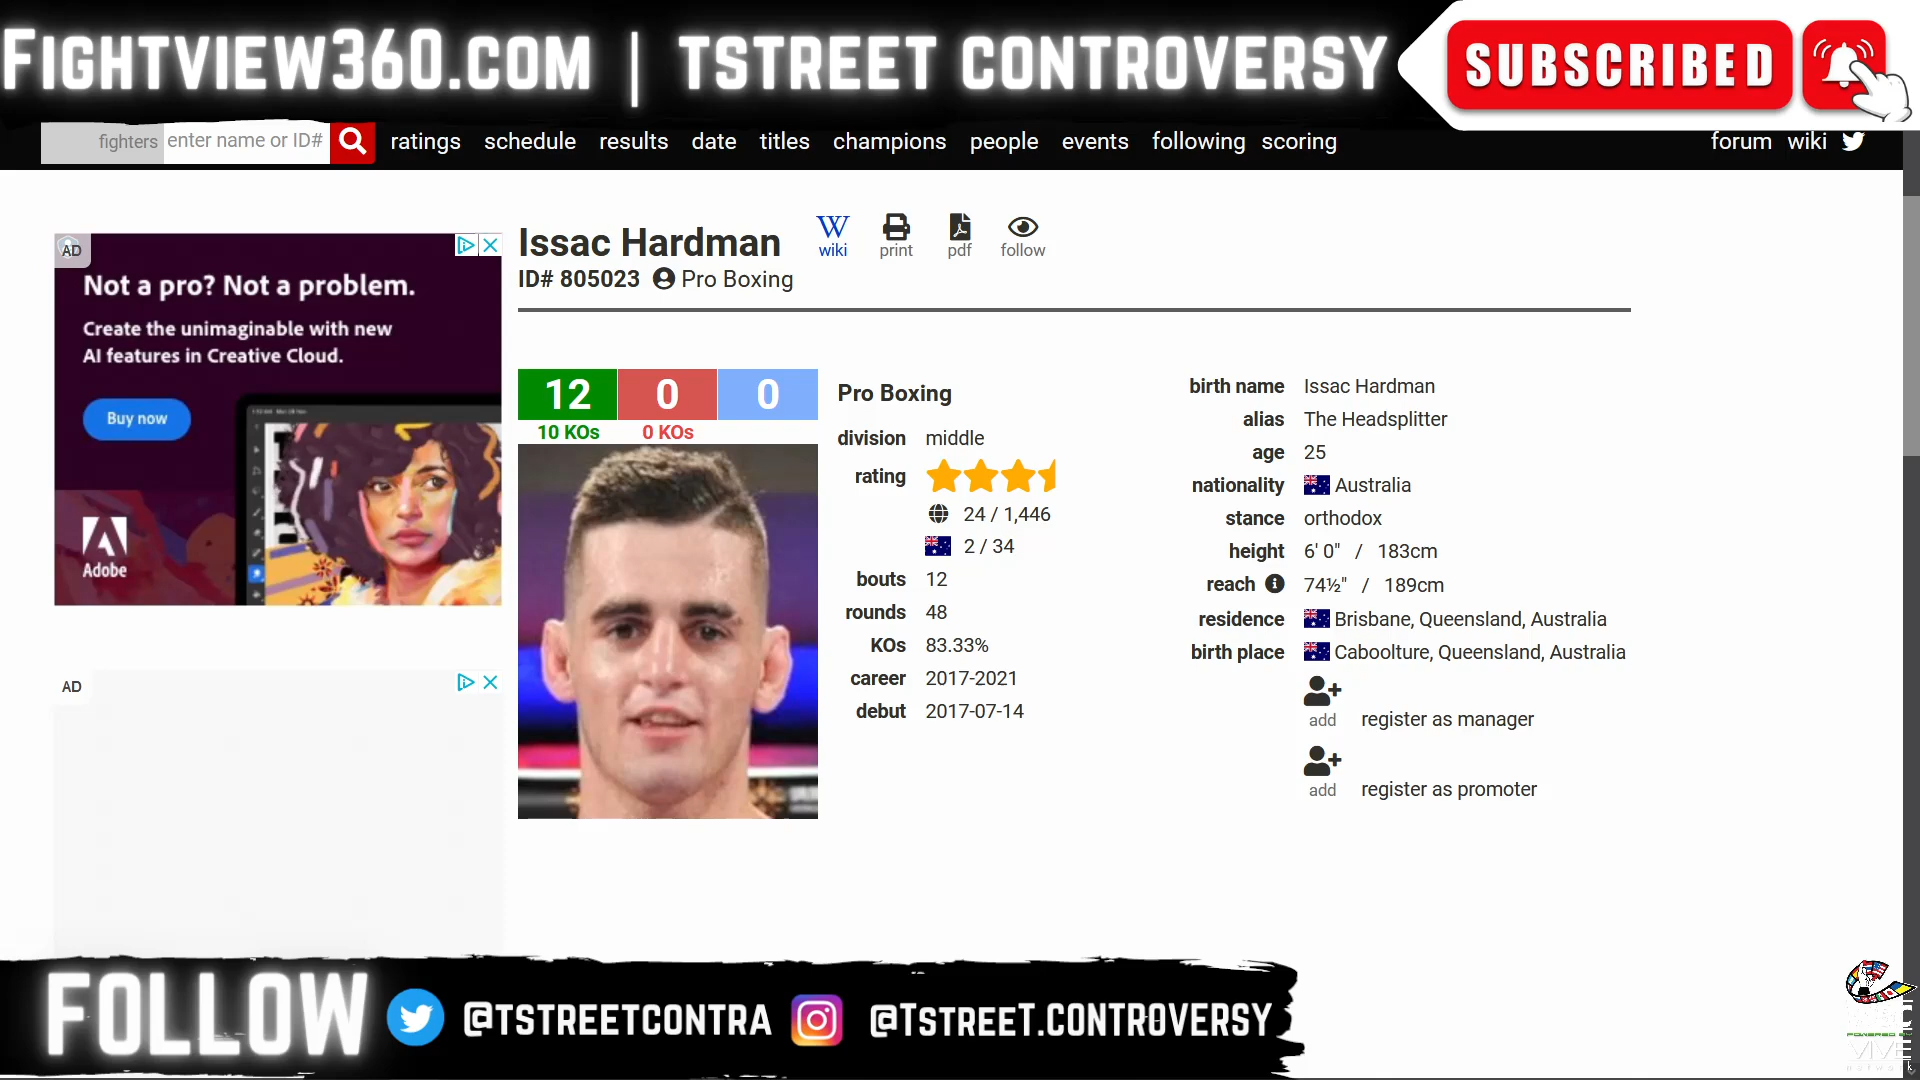 FIGHTVIEW360.COM | TSTREET CONTROVERSY
SUBSCRIBED
fighters enter name or ID# ratings schedule results date titles champions people events following scoring forum wiki
Issac Hardman
wiki print pdf follow
ID# 805023 Pro Boxing
AD
Not a pro? Not a problem.
Create the unimaginable with new
AI features in Creative Cloud.
Buy now
Adobe
AD
12 0 0
10 KOs 0 KOs
Pro Boxing
division middle
rating
24 / 1,446
2 / 34
bouts 12
rounds 48
KOs 83.33%
career 2017-2021
debut 2017-07-14
birth name Issac Hardman
alias The Headsplitter
age 25
nationality Australia
stance orthodox
height 6' 0" / 183cm
reach 74½" / 189cm
residence Brisbane, Queensland, Australia
birth place Caboolture, Queensland, Australia
add register as manager
add register as promoter
FOLLOW @TSTREETCONTRA @TSTREET.CONTROVERSY